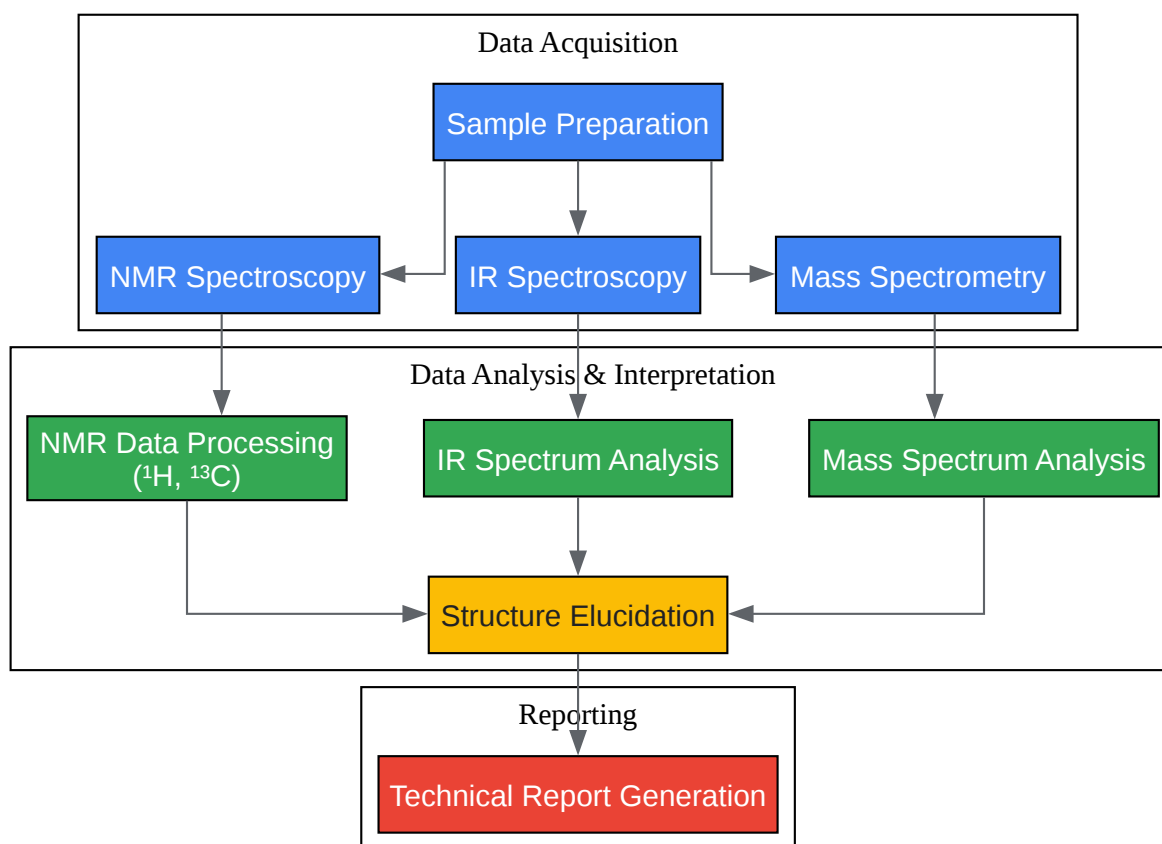 Data Acquisition
Sample Preparation
NMR Spectroscopy
IR Spectroscopy
Mass Spectrometry
Data Analysis & Interpretation
NMR Data Processing
(¹H, ¹³C)
IR Spectrum Analysis
Mass Spectrum Analysis
Structure Elucidation
Reporting
Technical Report Generation